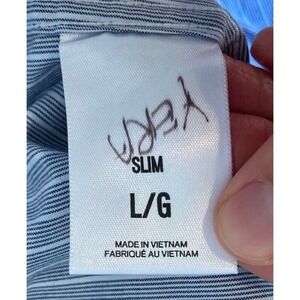 SLIM
L/G
MADE IN VIETNAM
FABRIQUÉ AU VIETNAM